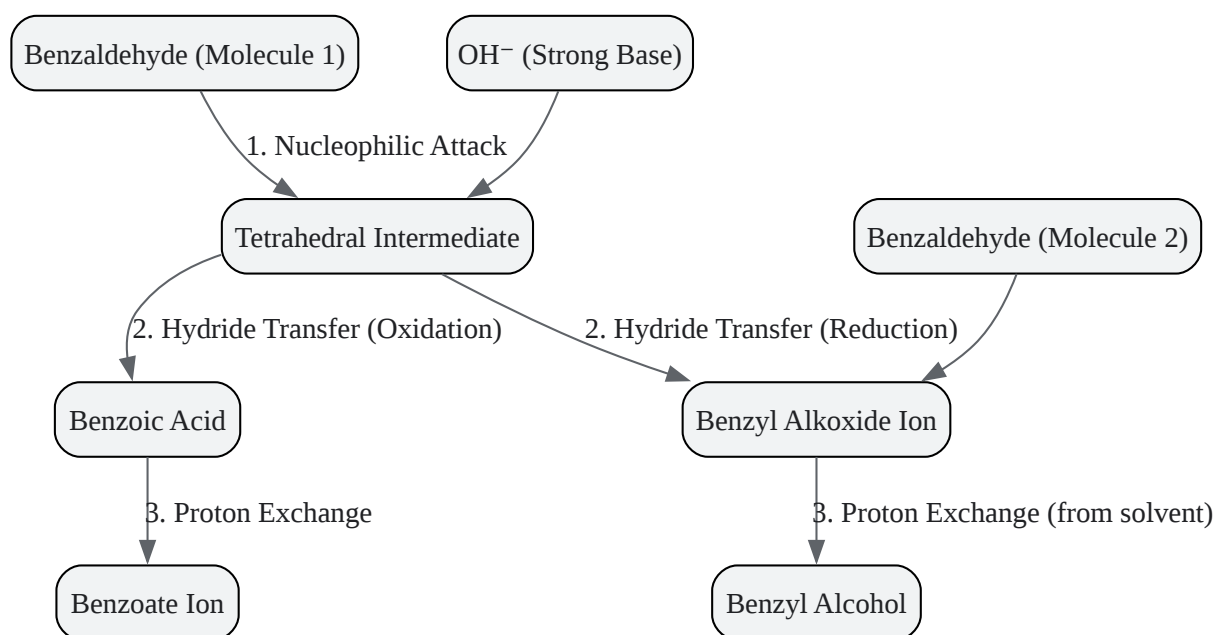 Benzaldehyde (Molecule 1)
OH⁻ (Strong Base)
1. Nucleophilic Attack
Tetrahedral Intermediate
Benzaldehyde (Molecule 2)
2. Hydride Transfer (Oxidation)
2. Hydride Transfer (Reduction)
Benzoic Acid
Benzyl Alkoxide Ion
3. Proton Exchange
3. Proton Exchange (from solvent)
Benzoate Ion
Benzyl Alcohol